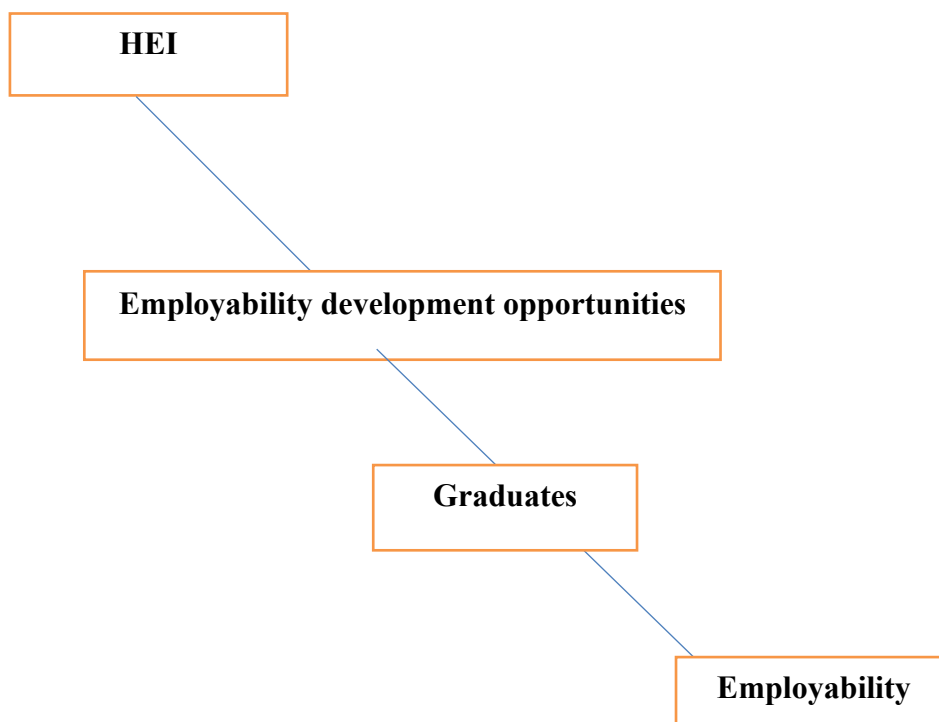 HEI
Employability development opportunities
Graduates
Employability